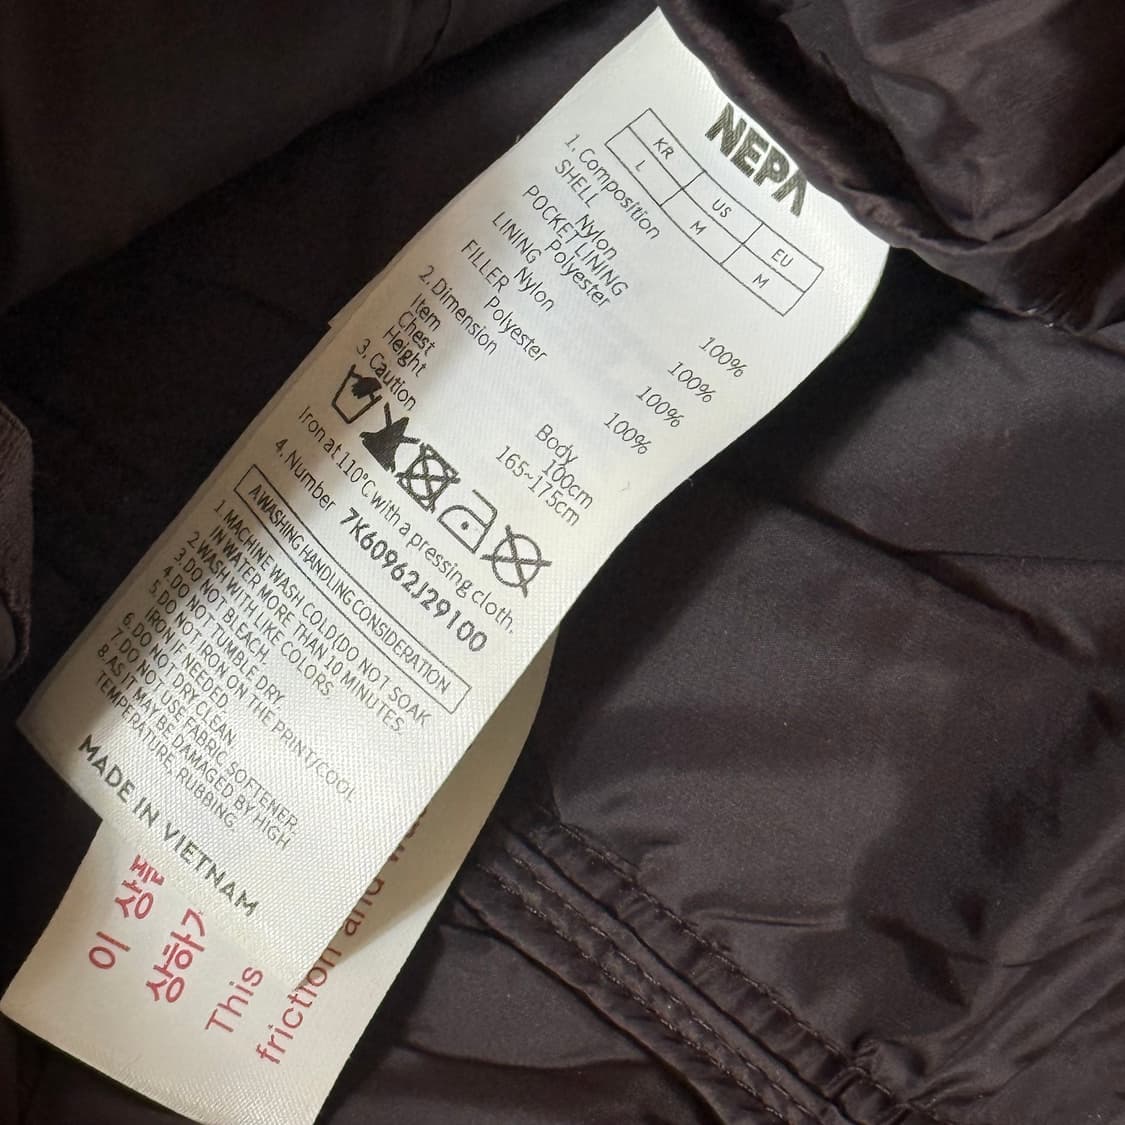 NEPA
KR US EU
L M M
1. Composition
SHELL
Nylon 100%
POCKET LINING
Polyester 100%
LINING
Nylon 100%
FILLER
Polyester 100%
2. Dimension
Item Body
Chest 100cm
Height 165~175cm
3. Caution
Iron at 110°C with a pressing cloth.
4. Number 7K60962J29100
WASHING HANDLING CONSIDERATION
1. MACHINE WASH COLD(DO NOT SOAK
IN WATER MORE THAN 10 MINUTES.
2.WASH WITH LIKE COLORS
3.DO NOT BLEACH.
4.DO NOT TUMBLE DRY.
5.DO NOT IRON ON THE PRINT/COOL
IRON IF NEEDED.
6.DO NOT DRY CLEAN.
7.DO NOT USE FABRIC SOFTENER.
8.AS IT MAY BE DAMAGED BY HIGH
TEMPERATURE, RUBBING.
MADE IN VIETNAM
이
상하
This
friction and